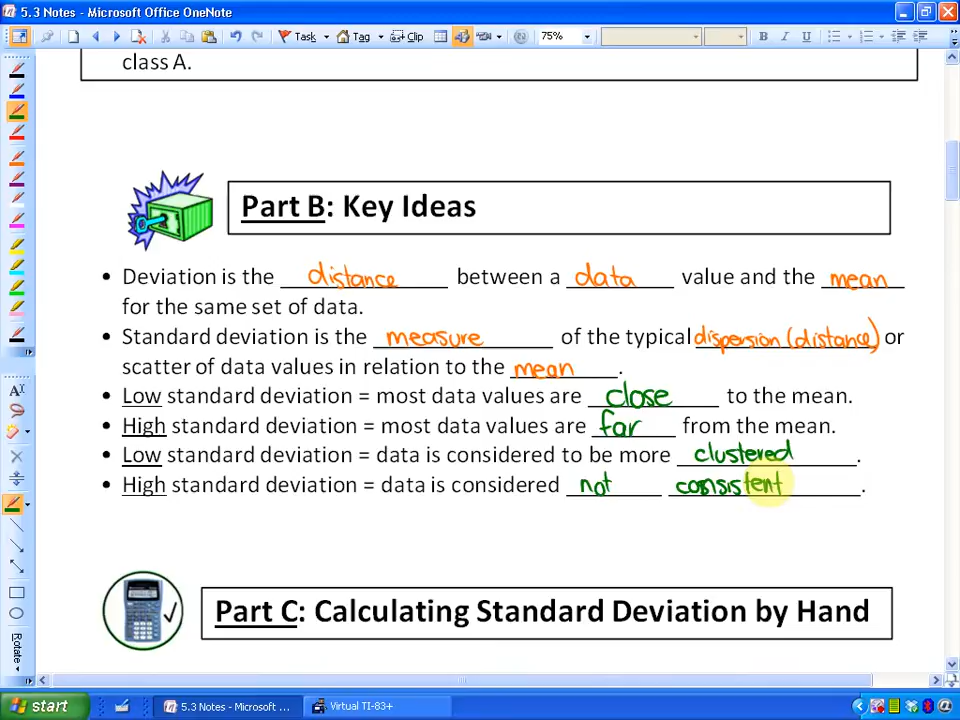 5.3 Notes - Microsoft Office OneNote
Task Tag Clip 75% B I U
class A.
Part B: Key Ideas
• Deviation is the distance between a data value and the mean
for the same set of data.
• Standard deviation is the measure of the typical dispersion (distance) or
scatter of data values in relation to the mean.
• Low standard deviation = most data values are close to the mean.
• High standard deviation = most data values are far from the mean.
• Low standard deviation = data is considered to be more clustered.
• High standard deviation = data is considered not consistent.
Part C: Calculating Standard Deviation by Hand
Rotate
start 5.3 Notes - Microsoft ... Virtual TI-83+